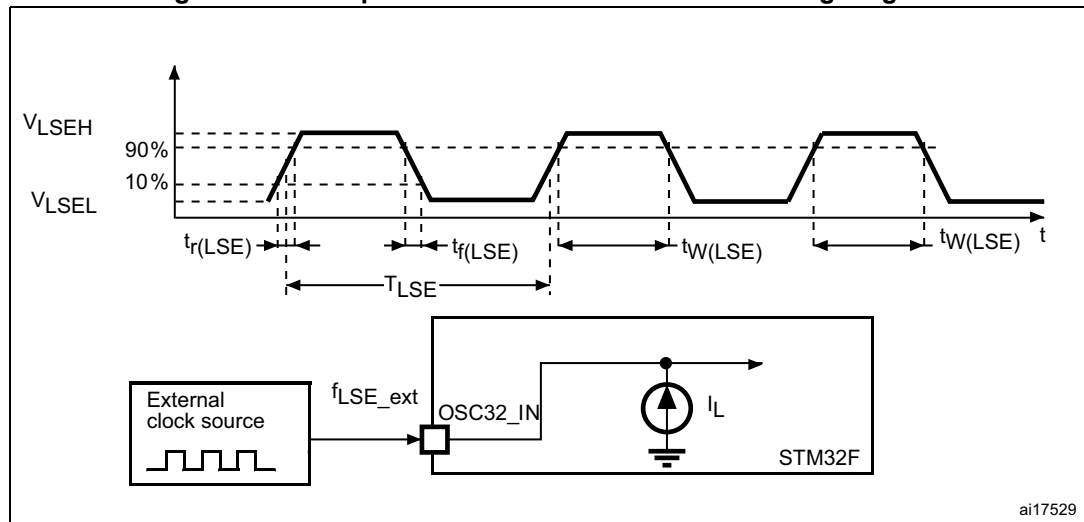 VLSEH
90%
10%
VLSEL
tr(LSE)
tf(LSE)
tW(LSE)
tW(LSE)
t
TLSE
External
clock source
fLSE_ext
OSC32_IN
IL
STM32F
ai17529